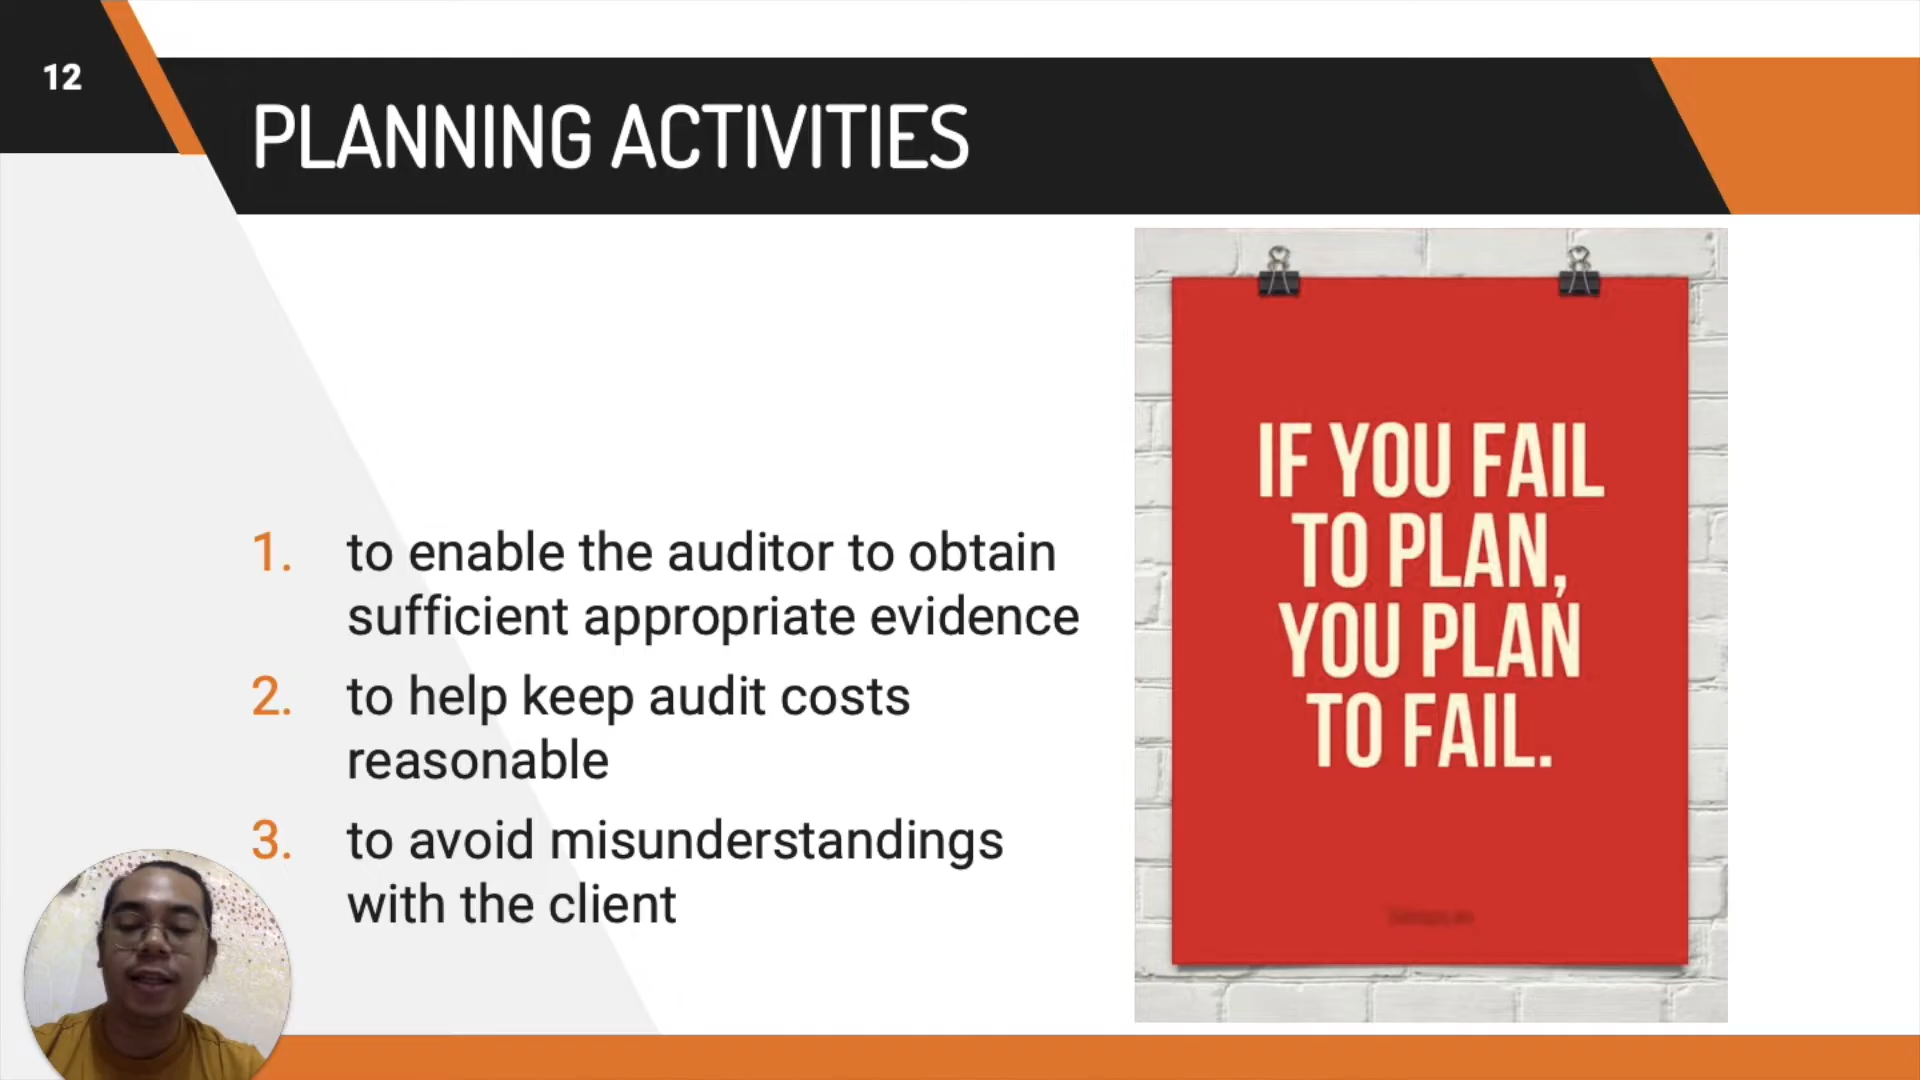 12
PLANNING ACTIVITIES
1. to enable the auditor to obtain
sufficient appropriate evidence
2. to help keep audit costs
reasonable
3. to avoid misunderstandings
with the client
IF YOU FAIL
TO PLAN,
YOU PLAN
TO FAIL.